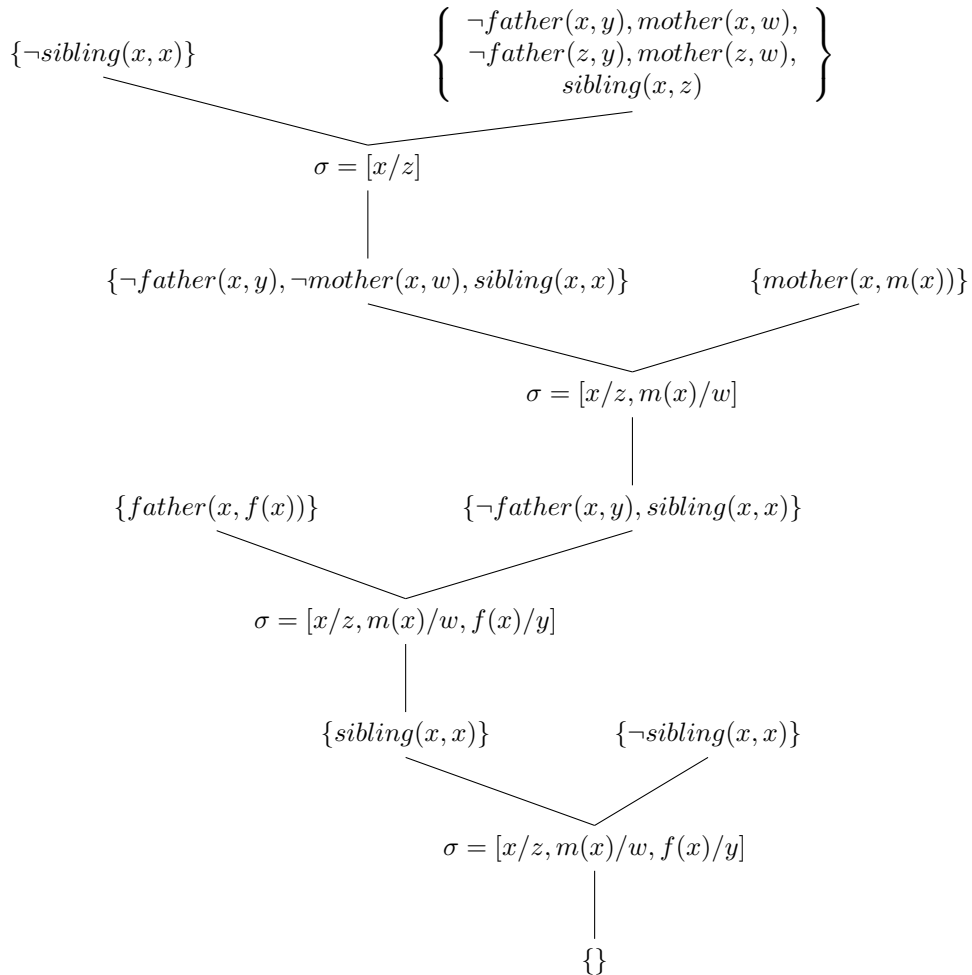 {¬sibling(x, x)}
{ ¬father(x, y), mother(x, w),
¬father(z, y), mother(z, w),
sibling(x, z) }
σ = [x/z]
{¬father(x, y), ¬mother(x, w), sibling(x, x)}
{mother(x, m(x))}
σ = [x/z, m(x)/w]
{father(x, f(x))}
{¬father(x, y), sibling(x, x)}
σ = [x/z, m(x)/w, f(x)/y]
{sibling(x, x)}
{¬sibling(x, x)}
σ = [x/z, m(x)/w, f(x)/y]
{}